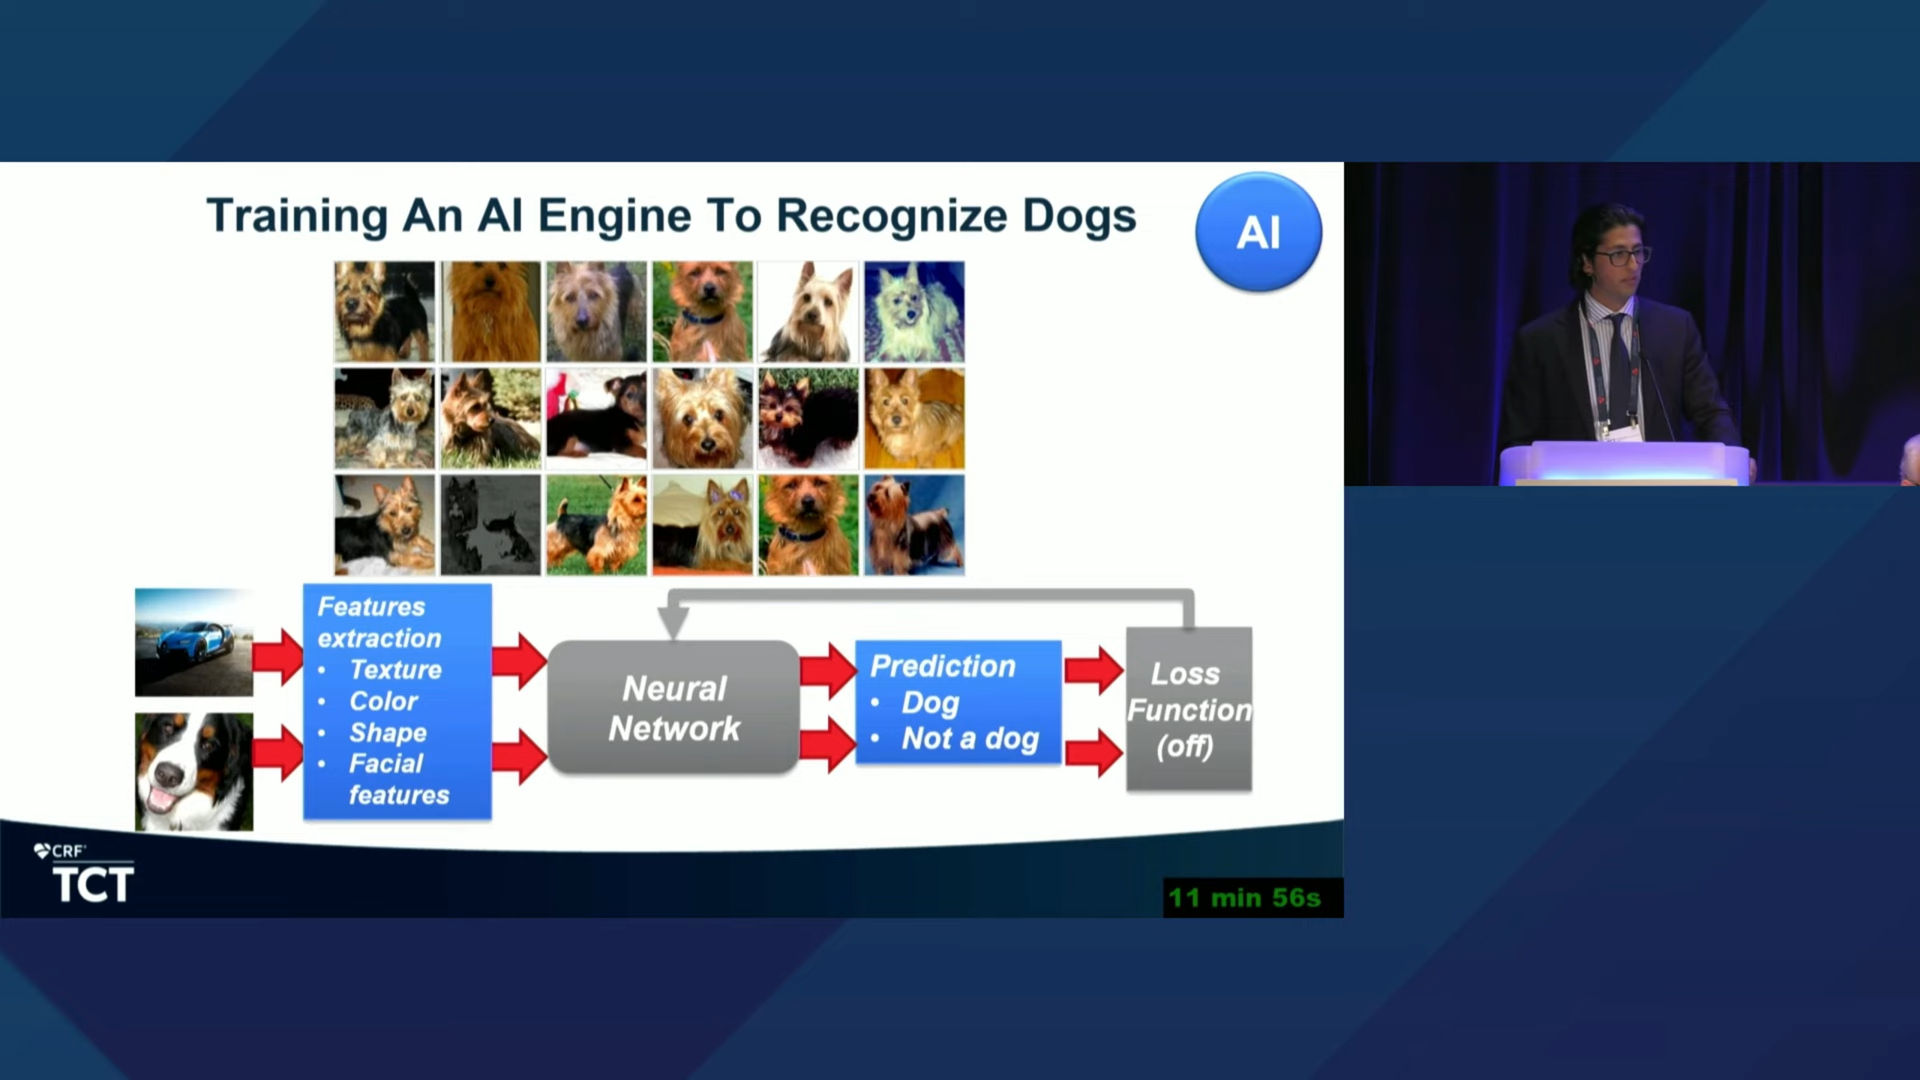 Training An AI Engine To Recognize Dogs
AI
Features
extraction
• Texture
• Color
• Shape
• Facial
features
Neural
Network
Prediction
• Dog
• Not a dog
Loss
Function
(off)
CRF
TCT
11 min 56s